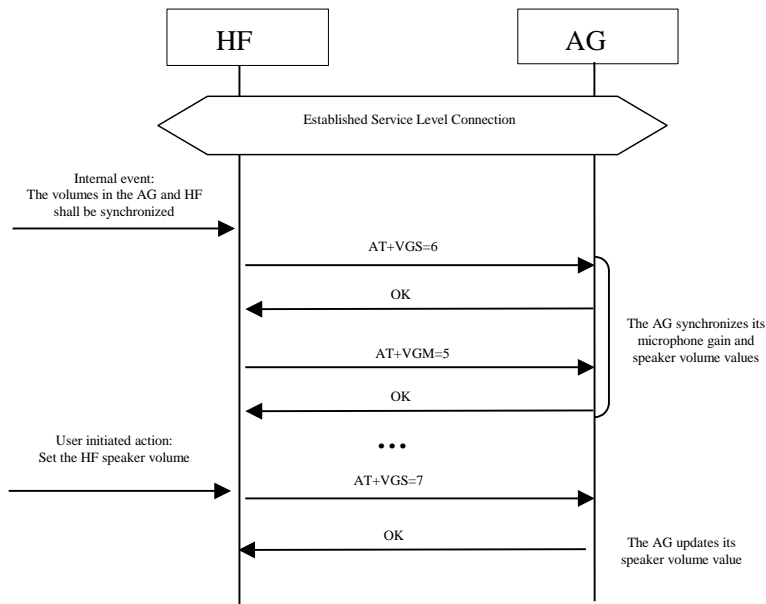 HF
AG
Established Service Level Connection
Internal event:
The volumes in the AG and HF
shall be synchronized
AT+VGS=6
OK
The AG synchronizes its
microphone gain and
speaker volume values
AT+VGM=5
OK
...
User initiated action:
Set the HF speaker volume
AT+VGS=7
OK
The AG updates its
speaker volume value